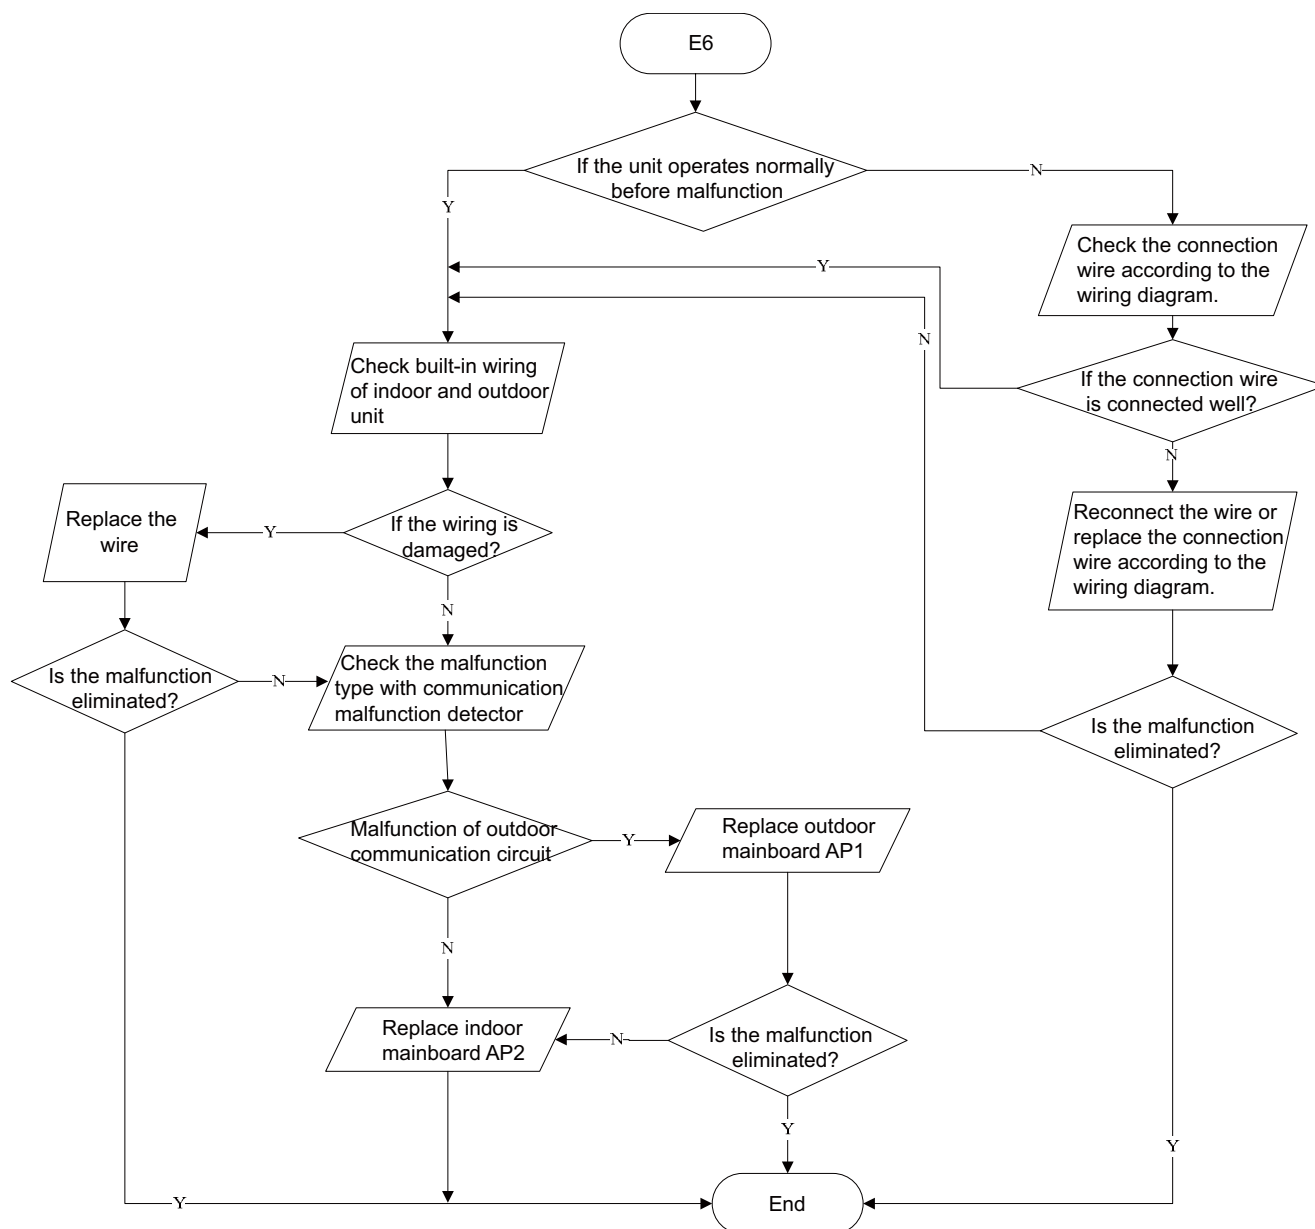 E6
If the unit operates normally
before malfunction
N
Y
Check the connection
wire according to the
wiring diagram.
Y
N
If the connection wire
is connected well?
Check built-in wiring
of indoor and outdoor
unit
N
Replace the
wire
Y
If the wiring is
damaged?
Reconnect the wire or
replace the connection
wire according to the
wiring diagram.
N
Is the malfunction
eliminated?
N
Check the malfunction
type with communication
malfunction detector
Is the malfunction
eliminated?
Malfunction of outdoor
communication circuit
Y
Replace outdoor
mainboard AP1
N
Replace indoor
mainboard AP2
N
Is the malfunction
eliminated?
Y
Y
Y
End